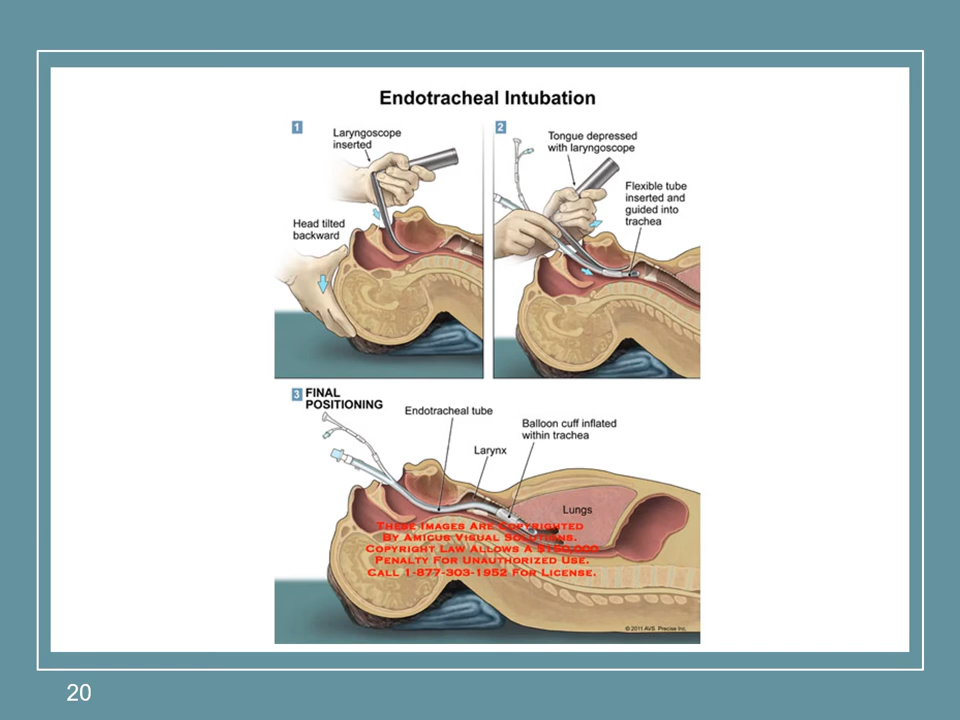 Endotracheal Intubation
1
Laryngoscope
inserted
Head tilted
backward
2
Tongue depressed
with laryngoscope
Flexible tube
inserted and
guided into
trachea
3 FINAL
POSITIONING
Endotracheal tube
Balloon cuff inflated
within trachea
Larynx
Lungs
These Images Are Copyrighted
By Amicus Visual Solutions.
Copyright Law Allows A $150,000
Penalty For Unauthorized Use.
Call 1-877-303-1952 For License.
© 2011 AVS. Precise Inc.
20